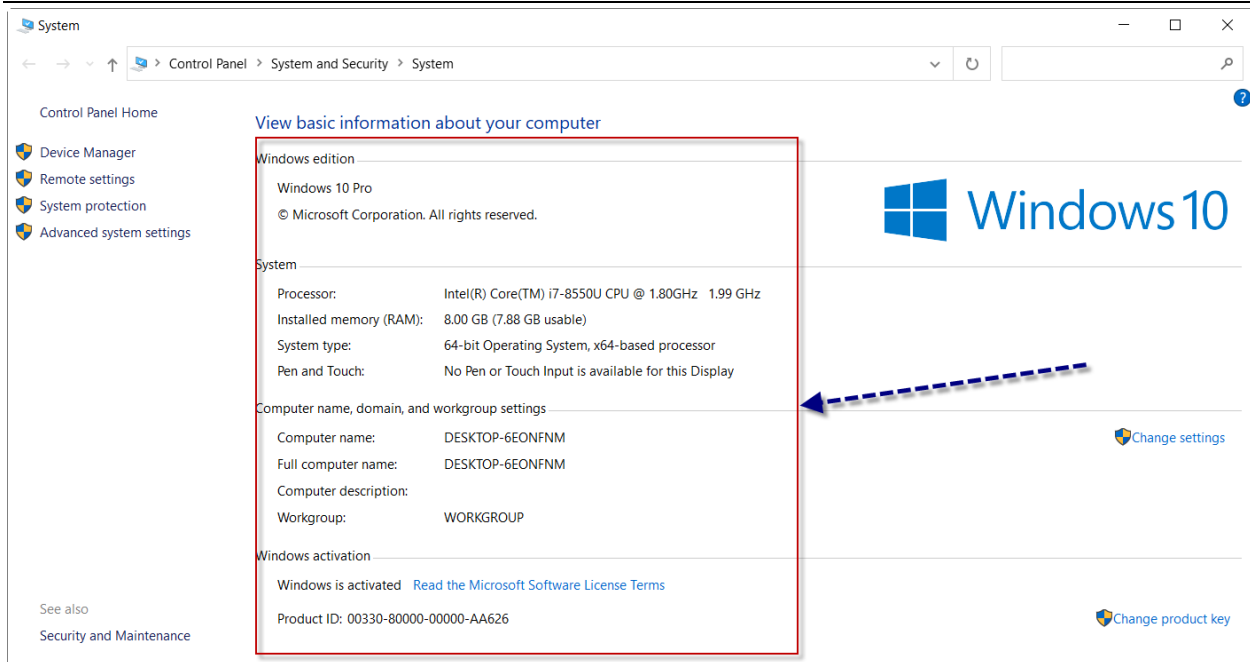 System
Control Panel > System and Security > System
Control Panel Home
Device Manager
Remote settings
System protection
Advanced system settings
See also
Security and Maintenance
View basic information about your computer
Windows edition
Windows 10 Pro
© Microsoft Corporation. All rights reserved.
Windows 10
System
Processor: Intel(R) Core(TM) i7-8550U CPU @ 1.80GHz 1.99 GHz
Installed memory (RAM): 8.00 GB (7.88 GB usable)
System type: 64-bit Operating System, x64-based processor
Pen and Touch: No Pen or Touch Input is available for this Display
Computer name, domain, and workgroup settings
Computer name: DESKTOP-6EONFNM
Change settings
Full computer name: DESKTOP-6EONFNM
Computer description:
Workgroup: WORKGROUP
Windows activation
Windows is activated Read the Microsoft Software License Terms
Product ID: 00330-80000-00000-AA626
Change product key